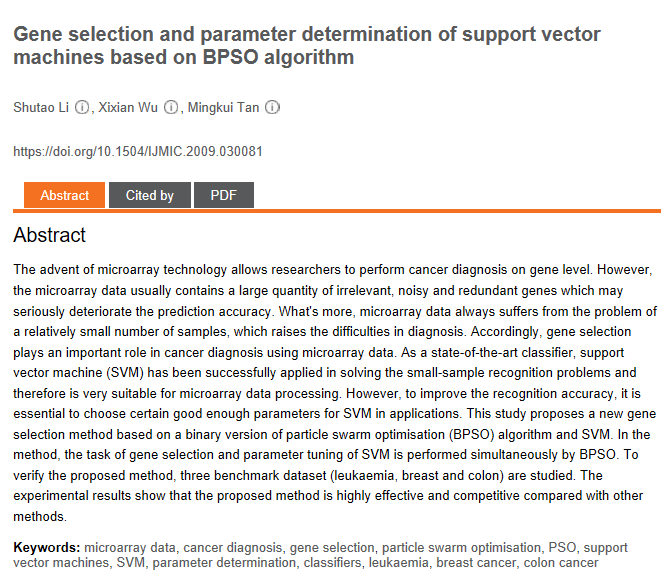 Gene selection and parameter determination of support vector
machines based on BPSO algorithm
Shutao Li ⓘ, Xixian Wu ⓘ, Mingkui Tan ⓘ
https://doi.org/10.1504/IJMIC.2009.030081
Abstract Cited by PDF
Abstract
The advent of microarray technology allows researchers to perform cancer diagnosis on gene level. However,
the microarray data usually contains a large quantity of irrelevant, noisy and redundant genes which may
seriously deteriorate the prediction accuracy. What's more, microarray data always suffers from the problem of
a relatively small number of samples, which raises the difficulties in diagnosis. Accordingly, gene selection
plays an important role in cancer diagnosis using microarray data. As a state-of-the-art classifier, support
vector machine (SVM) has been successfully applied in solving the small-sample recognition problems and
therefore is very suitable for microarray data processing. However, to improve the recognition accuracy, it is
essential to choose certain good enough parameters for SVM in applications. This study proposes a new gene
selection method based on a binary version of particle swarm optimisation (BPSO) algorithm and SVM. In the
method, the task of gene selection and parameter tuning of SVM is performed simultaneously by BPSO. To
verify the proposed method, three benchmark dataset (leukaemia, breast and colon) are studied. The
experimental results show that the proposed method is highly effective and competitive compared with other
methods.
Keywords: microarray data, cancer diagnosis, gene selection, particle swarm optimisation, PSO, support
vector machines, SVM, parameter determination, classifiers, leukaemia, breast cancer, colon cancer